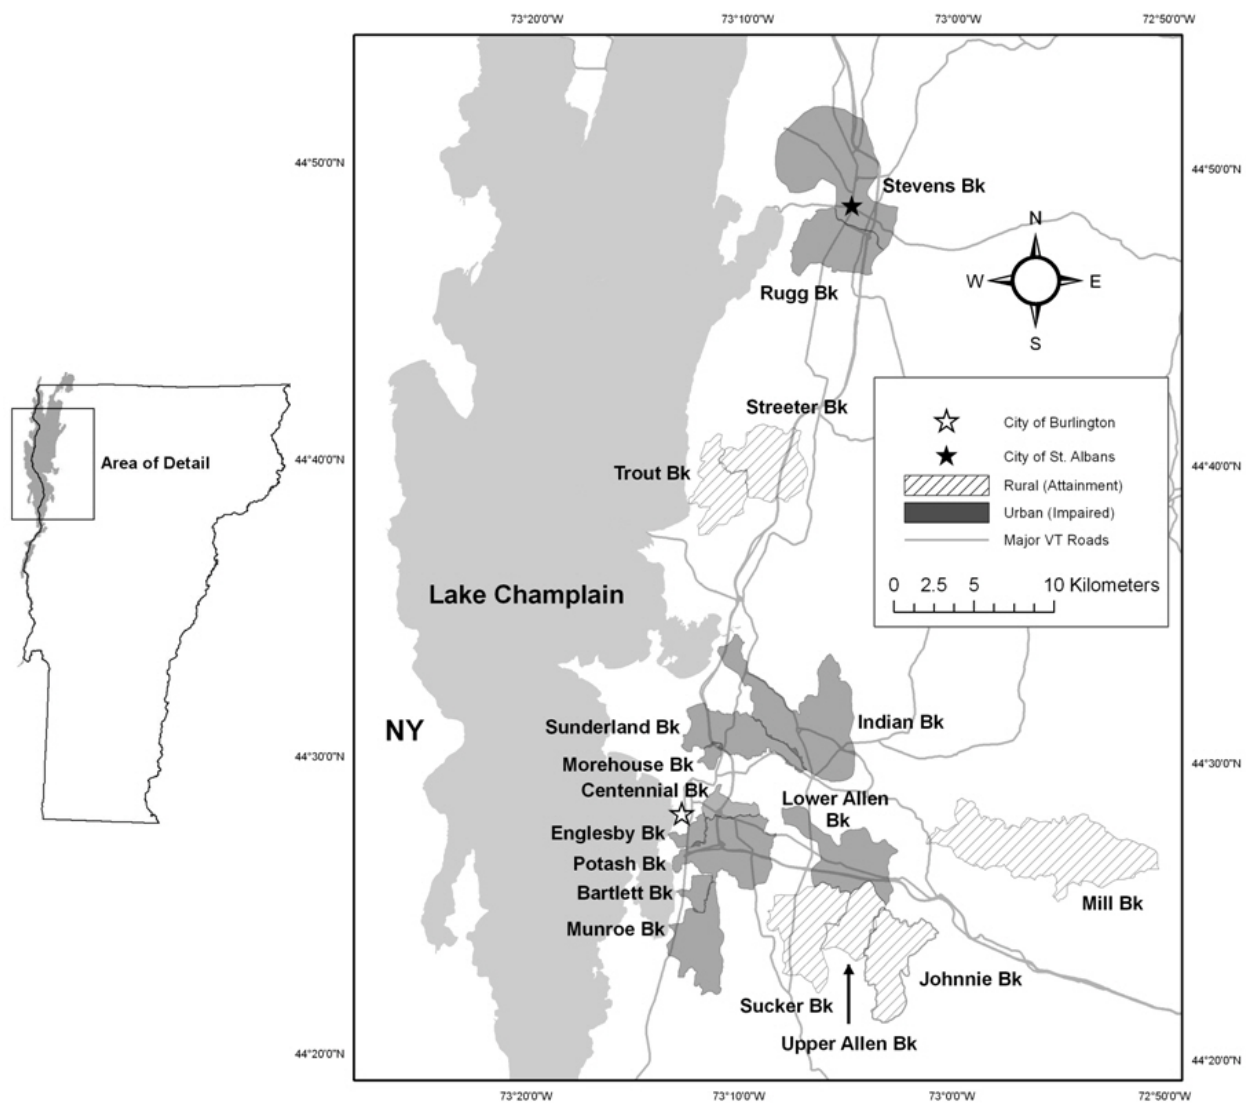 73°20'0"W 73°10'0"W 73°0'0"W 72°50'0"W
44°50'0"N
44°50'0"N
Stevens Bk
N
W E
S
Rugg Bk
City of Burlington
City of St. Albans
Rural (Attainment)
Urban (Impaired)
Major VT Roads
0 2.5 5 10 Kilometers
Streeter Bk
Trout Bk
Area of Detail
44°40'0"N
44°40'0"N
Lake Champlain
NY
Sunderland Bk
Indian Bk
Morehouse Bk
44°30'0"N
44°30'0"N
Centennial Bk
Lower Allen
Bk
Englesby Bk
Potash Bk
Bartlett Bk
Mill Bk
Munroe Bk
Johnnie Bk
Sucker Bk
Upper Allen Bk
44°20'0"N
44°20'0"N
73°20'0"W 73°10'0"W 73°0'0"W 72°50'0"W